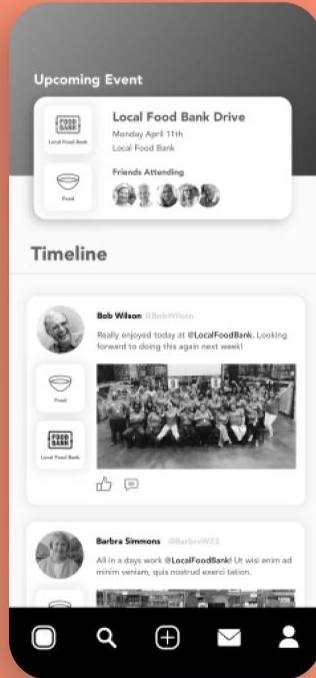 Upcoming Event
FOOD
BANK
Local Food Bank
Food
Local Food Bank Drive
Monday April 11th
Local Food Bank
Friends Attending
Timeline
Bob Wilson @BobWilson
Really enjoyed today at @LocalFoodBank. Looking
forward to doing this again next week!
Food
FOOD
BANK
Local Food Bank
Barbra Simmons @BarbraW23
All in a days work @LocalFoodBank! Ut wisi enim ad
minim veniam, quis nostrud exerci tation.